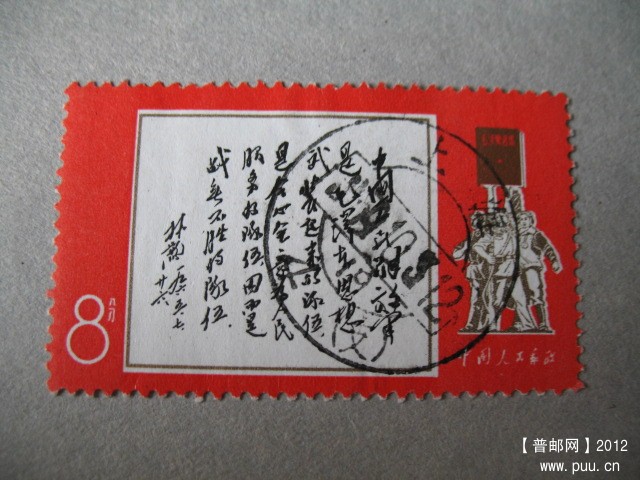 中国人民解放军
是毛泽东思想
武装起来的队伍
是全心全意为人民
服务的队伍，因而是
战无不胜的队伍.
林彪
廿六
8分
中国人民邮政
【普邮网】2012
www.puu.cn